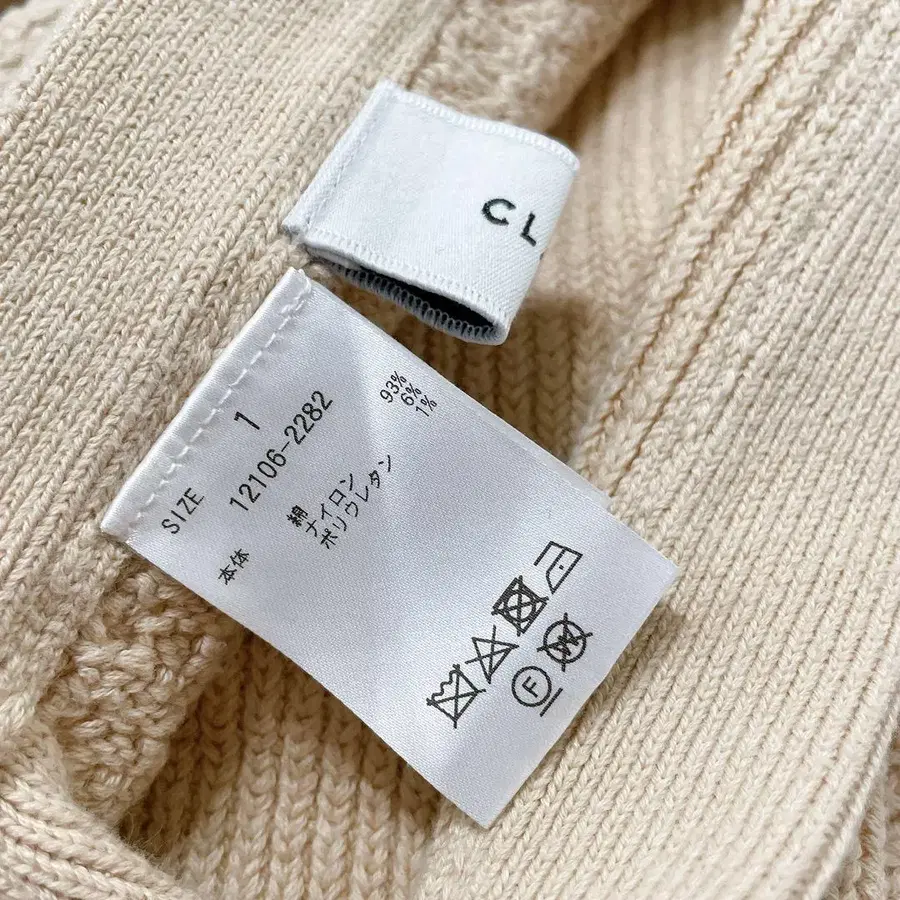 CL
SIZE 1
12106-2282
本体 綿 93%
ナイロン 6%
ポリウレタン 1%
F
W